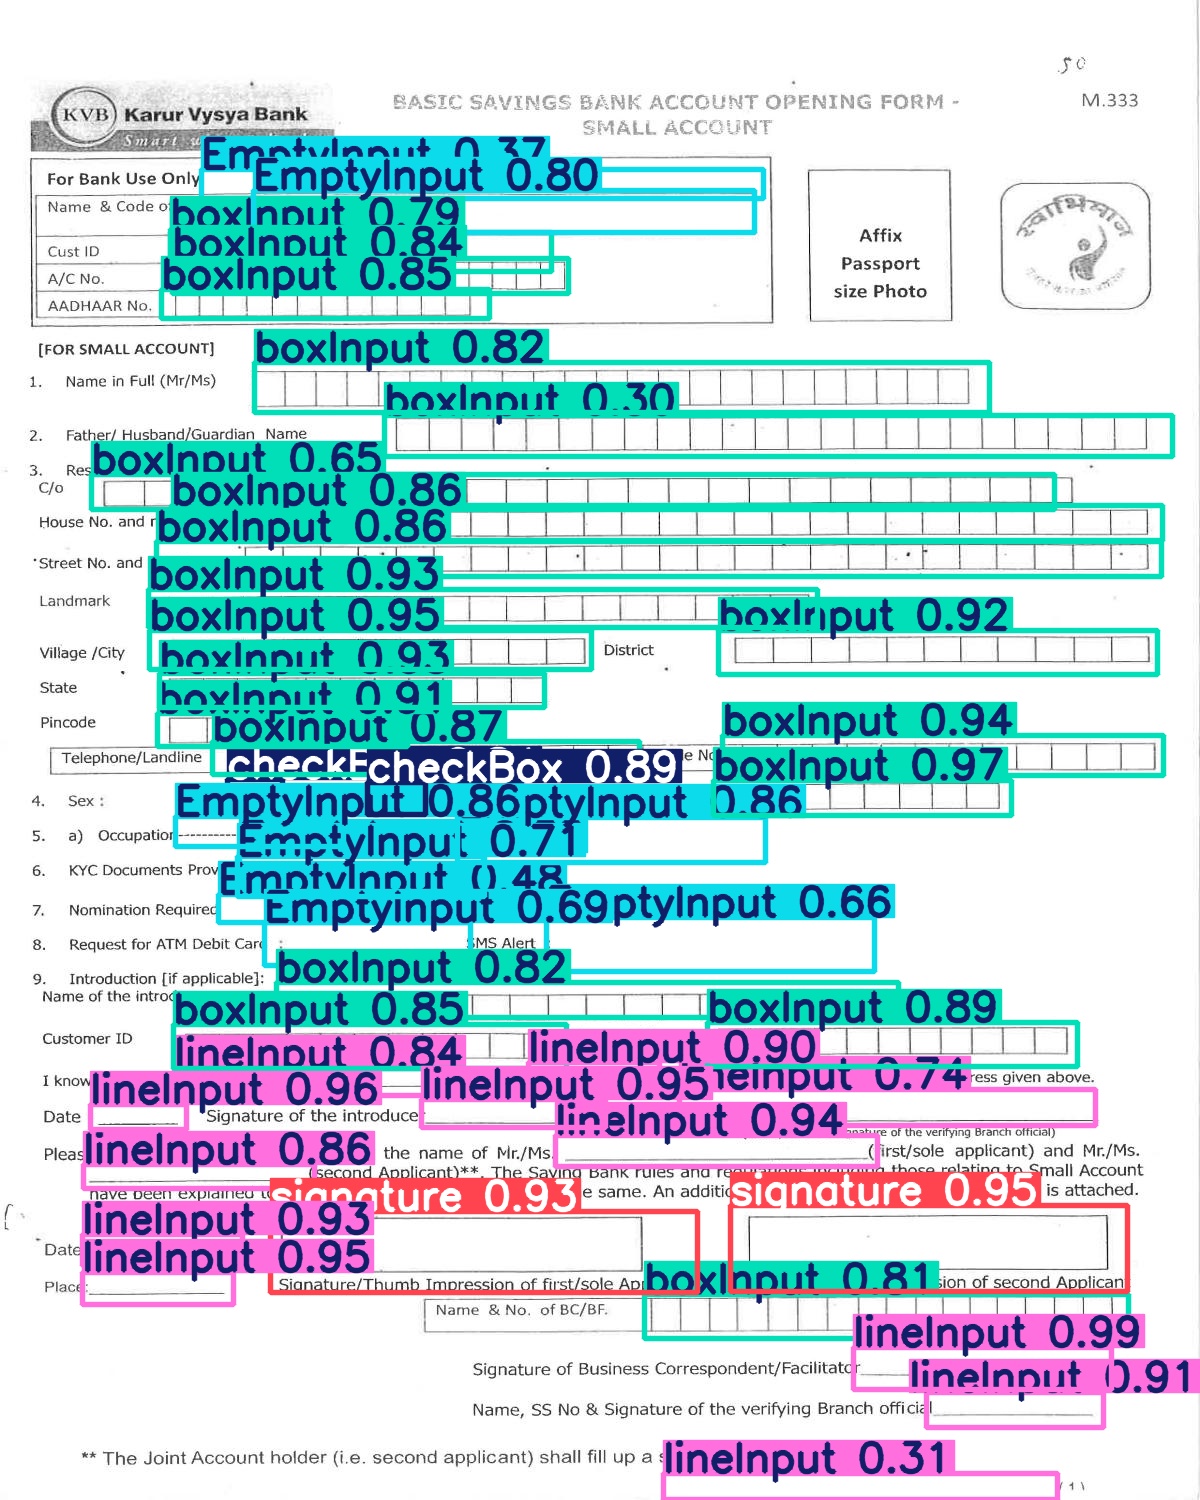 50
KVB Karur Vysya Bank
Smart
BASIC SAVINGS BANK ACCOUNT OPENING FORM -
SMALL ACCOUNT
M.333
EmptyInput 0.37
For Bank Use Only
EmptyInput 0.80
Name & Code
boxInput 0.79
Cust ID
boxInput 0.84
A/C No.
boxInput 0.85
AADHAAR No.
Affix
Passport
size Photo
स्वाभिमान
[FOR SMALL ACCOUNT]
boxInput 0.82
1. Name in Full (Mr/Ms)
boxInput 0.30
2. Father/ Husband/Guardian Name
boxInput 0.65
3.
C/o
boxInput 0.86
House No. and
boxInput 0.86
Street No. and
boxInput 0.93
Landmark
boxInput 0.95
boxInput 0.92
Village /City
boxInput 0.93
District
State
boxInput 0.91
Pincode
boxInput 0.87
boxInput 0.94
Telephone/Landline
checkBox 0.89
boxInput 0.97
4. Sex :
EmptyInput 0.86
ptyInput 0.86
5. a) Occupation
EmptyInput 0.71
6. KYC Documents
EmptyInput 0.48
7. Nomination Required
EmptyInput 0.69
ptyInput 0.66
8. Request for ATM Debit Card :
SMS Alert :
9. Introduction [if applicable]:
boxInput 0.82
Name of the
boxInput 0.85
boxInput 0.89
Customer ID
lineInput 0.84
lineInput 0.90
I know
lineInput 0.96
lineInput 0.95
neInput 0.74
given above.
Date
Signature of the
lineInput 0.94
of the verifying Branch official)
lineInput 0.86
the name of Mr./Ms.
(first/sole applicant) and Mr./Ms.
(second Applicant)**. The Saving Bank rules and regulations including those relating to Small Account
have been explained
signature 0.93
e same. An
signature 0.95
is attached.
lineInput 0.93
Date
lineInput 0.95
Place:
Signature/Thumb Impression of first/sole
boxInput 0.81
of second Applicant
Name & No. of BC/BF.
lineInput 0.99
Signature of Business Correspondent/Facilitator
lineInput 0.91
Name, SS No & Signature of the verifying Branch official
** The Joint Account holder (i.e. second applicant) shall fill up a
lineInput 0.31
(1)